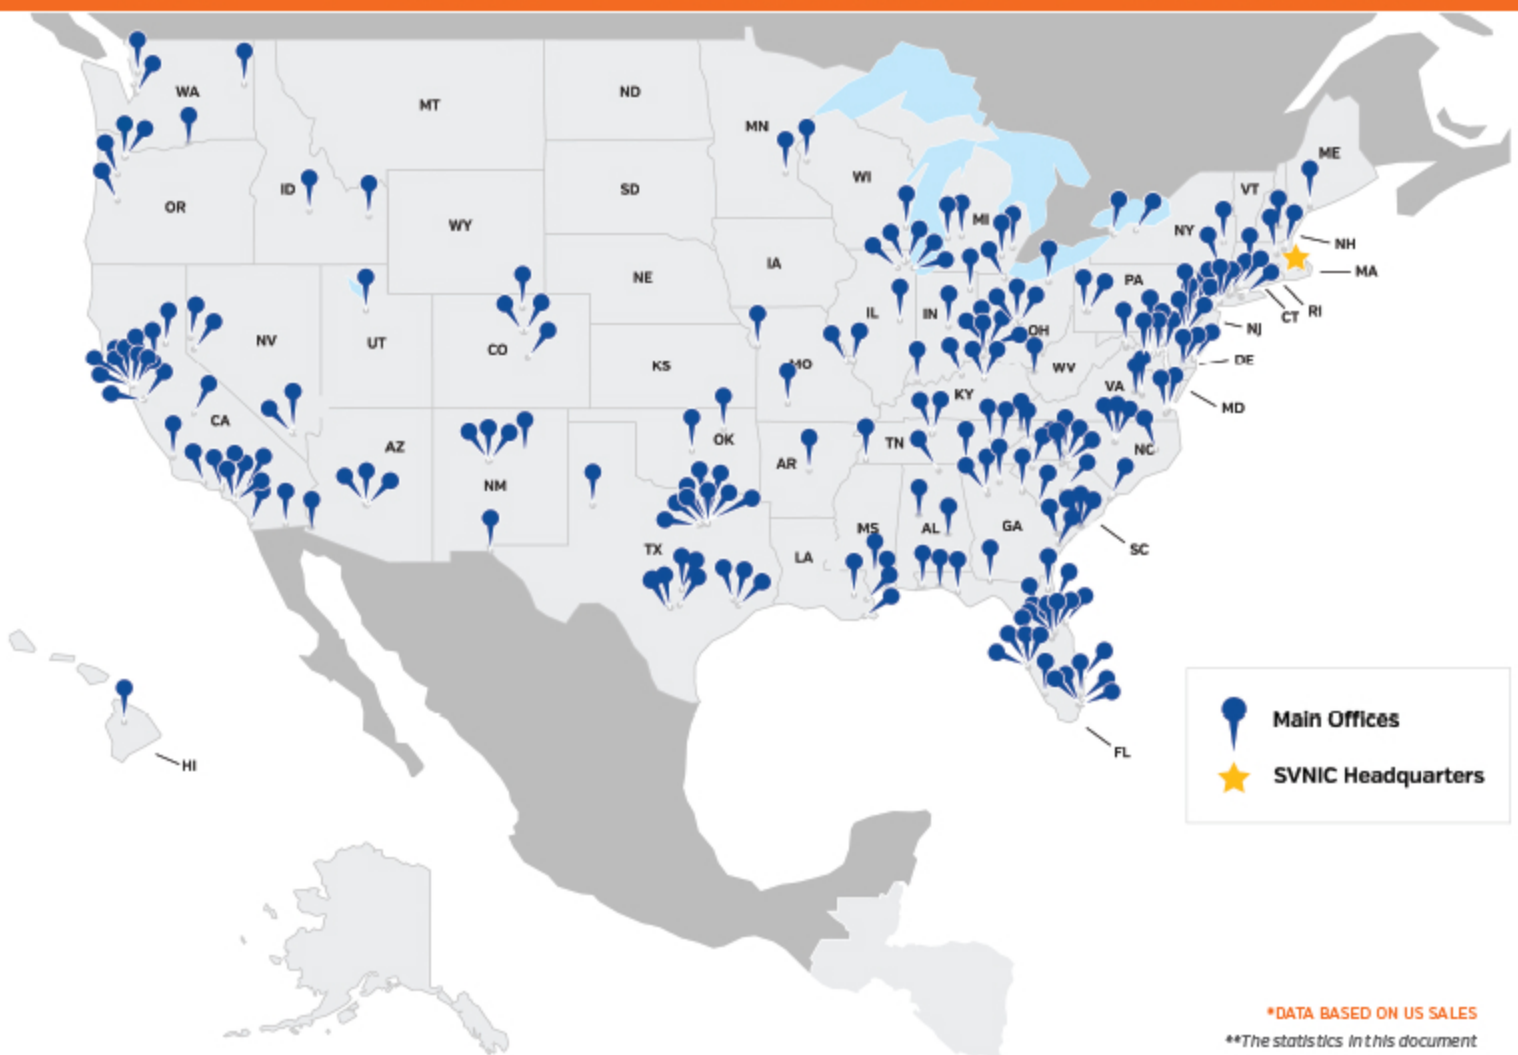 WA
MT
ND
MN
ME
VT
WI
ID
SD
OR
MI
NY
NH
WY
IA
MA
NE
PA
IL
IN
RI
CT
NV
UT
CO
OH
NJ
KS
MO
WV
DE
KY
VA
MD
CA
AZ
OK
TN
NC
AR
NM
MS
AL
GA
SC
TX
LA
HI
FL
Main Offices
SVNIC Headquarters
*DATA BASED ON US SALES
**The statistics in this document